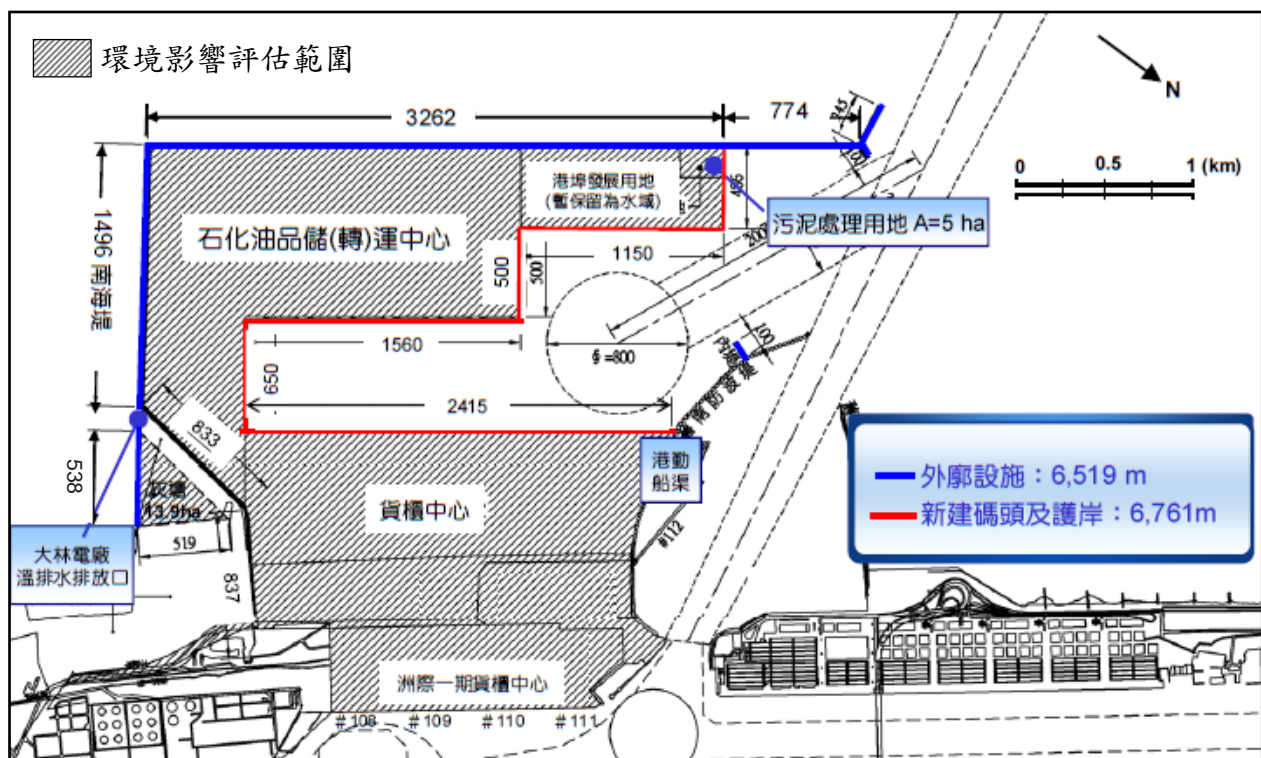 環境影響評估範圍
N
3262
774
245
0 0.5 1 (km)
港埠發展用地
(暫保留為水域)
污泥處理用地 A=5 ha
石化油品儲(轉)運中心
1496 南海堤
500
500
1150
1560
650
∮=800
100
2415
833
538
灰塘
13.9ha
519
837
大林電廠
溫排水排放口
貨櫃中心
港勤
船渠
#112
外廓設施：6,519 m
新建碼頭及護岸：6,761m
洲際一期貨櫃中心
#108 #109 #110 #111